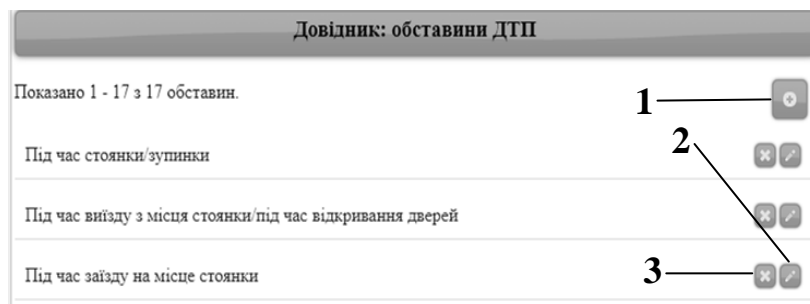 Довідник: обставини ДТП
Показано 1 - 17 з 17 обставин.
1
2
Під час стоянки/зупинки
Під час виїзду з місця стоянки/під час відкривання дверей
Під час заїзду на місце стоянки
3